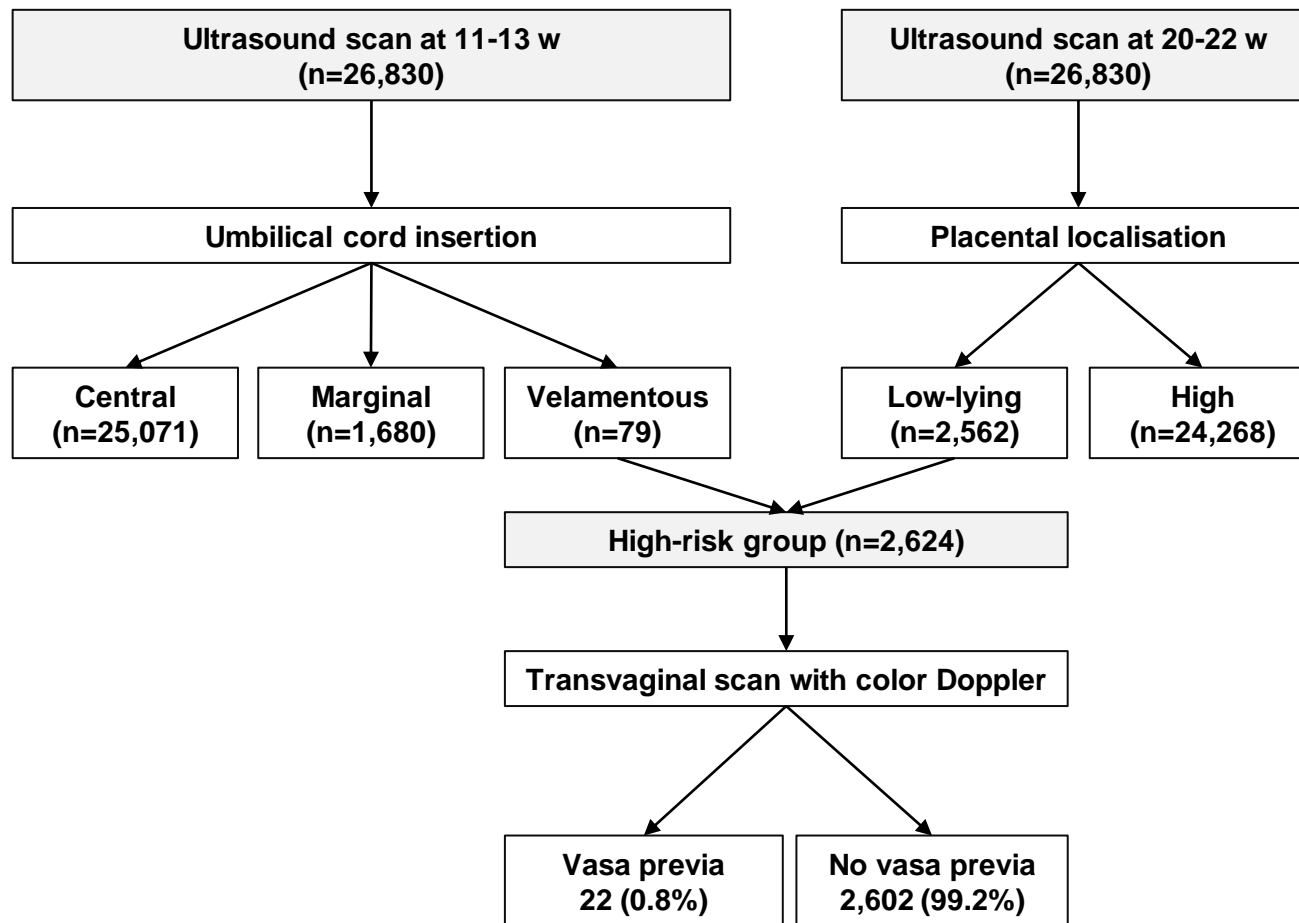 Ultrasound scan at 11-13 w
(n=26,830)
Ultrasound scan at 20-22 w
(n=26,830)
Umbilical cord insertion
Placental localisation
Central
(n=25,071)
Marginal
(n=1,680)
Velamentous
(n=79)
Low-lying
(n=2,562)
High
(n=24,268)
High-risk group (n=2,624)
Transvaginal scan with color Doppler
Vasa previa
22 (0.8%)
No vasa previa
2,602 (99.2%)